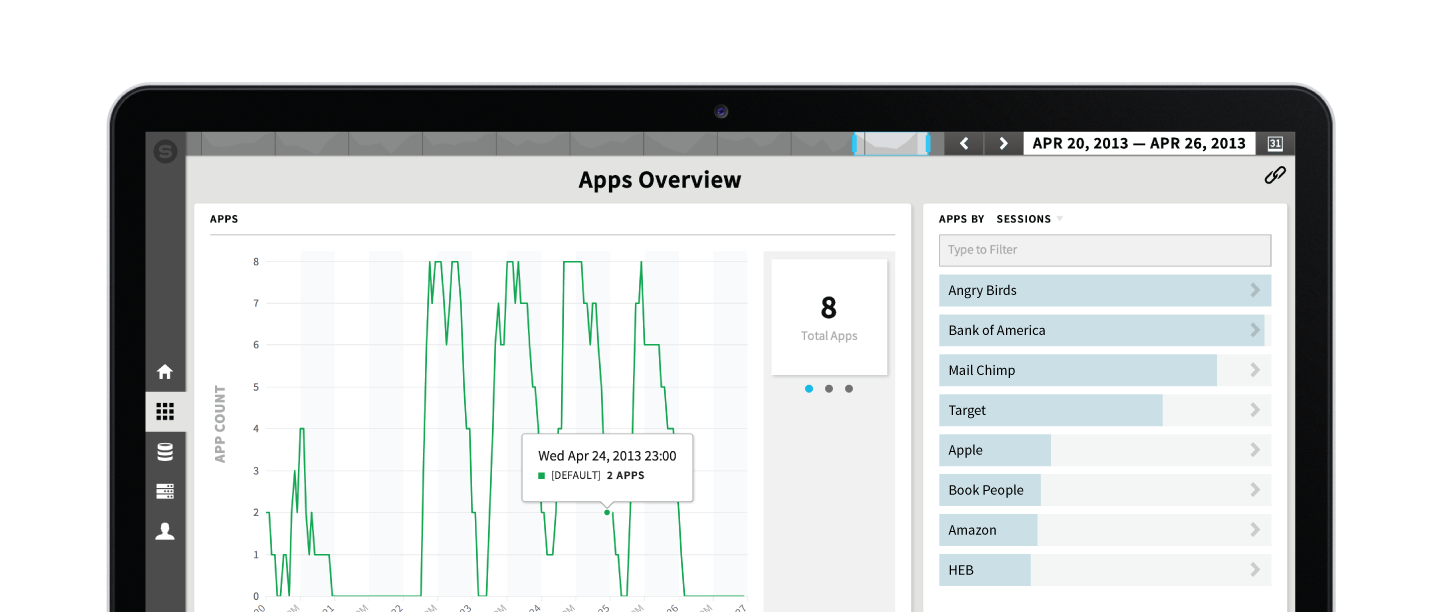 S
APR 20, 2013 — APR 26, 2013
31
Apps Overview
APPS
APPS BY SESSIONS
Type to Filter
8
7
6
5
4
3
2
1
0
APP COUNT
8
Total Apps
Wed Apr 24, 2013 23:00
[DEFAULT] 2 APPS
Angry Birds
Bank of America
Mail Chimp
Target
Apple
Book People
Amazon
HEB